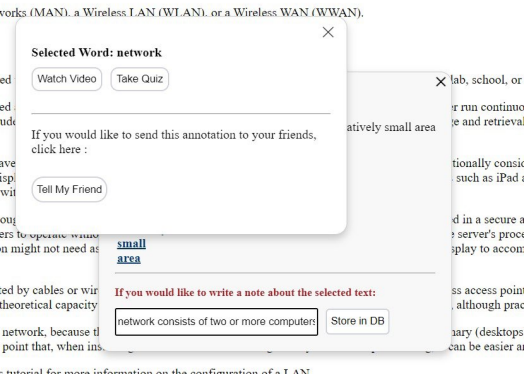 works (MAN), a Wireless LAN (WLAN), or a Wireless WAN (WWAN).
Selected Word: network
Watch Video Take Quiz
If you would like to send this annotation to your friends,
click here :
Tell My Friend
atively small area
small
area
If you would like to write a note about the selected text:
network consists of two or more computers
Store in DB
ed lab, school, or
ed er run continuo
ude e and retrieval
ave tionally consid
ispl such as iPad a
wit
oug d in a secure a
ers to operate witho e server's proce
on might not need as splay to accom
ted by cables or wir ss access point
theoretical capacity , although prac
network, because th nary (desktops
point that, when ins can be easier an
s tutorial for more information on the configuration of a LAN.